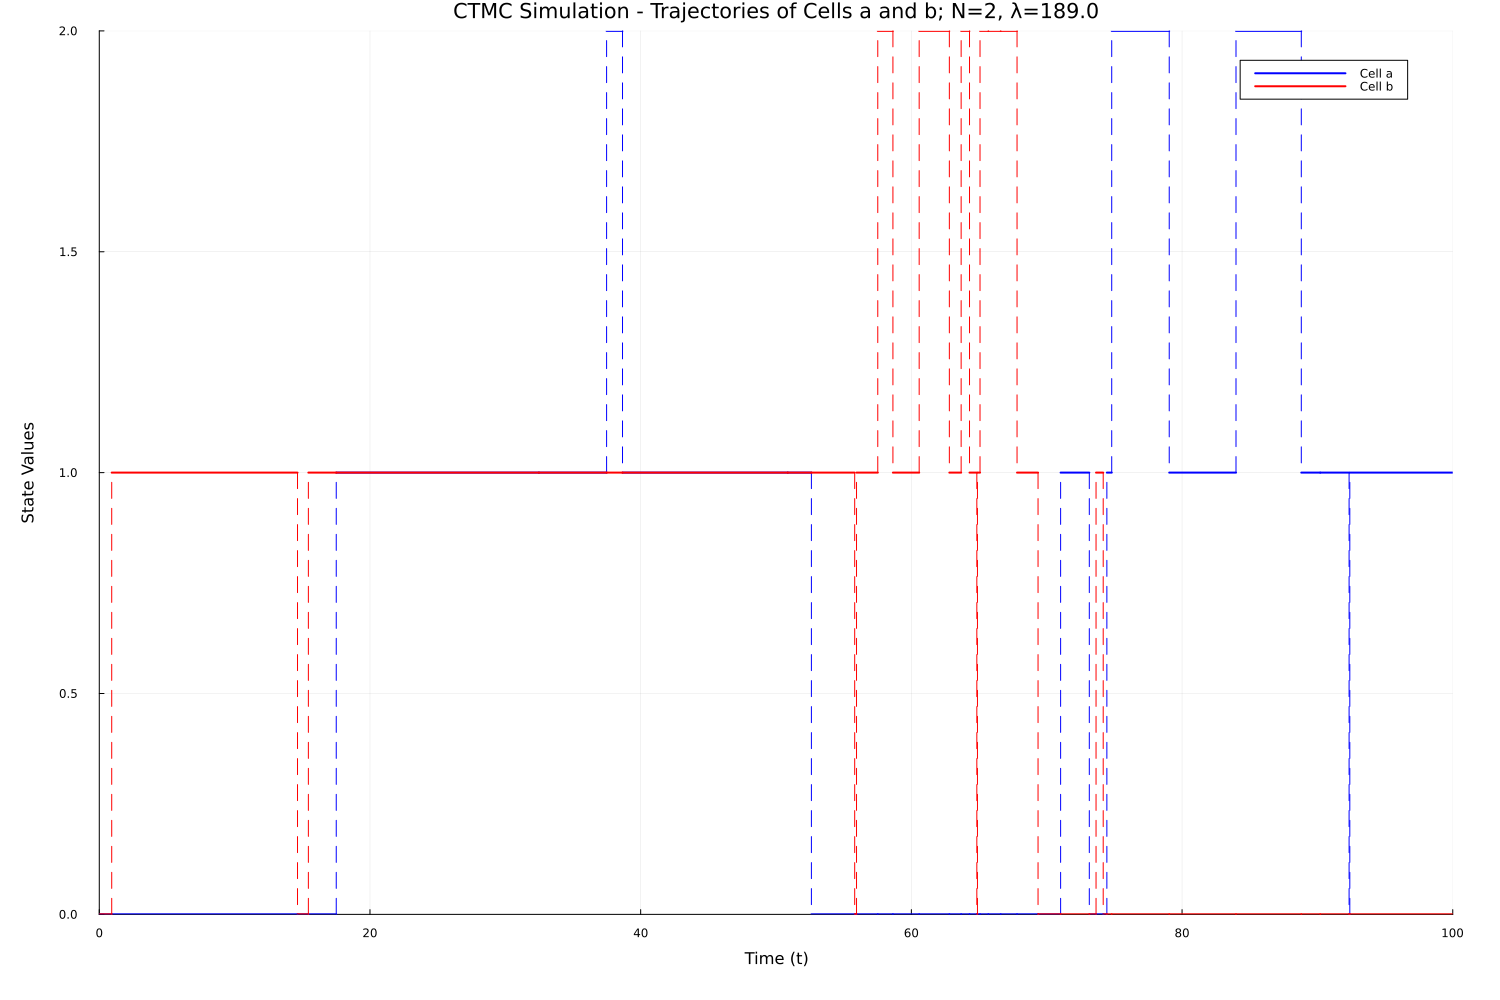 CTMC Simulation - Trajectories of Cells a and b; N=2, λ=189.0
2.0
Cell a
Cell b
1.5
1.0
State Values
0.5
0.0
0 20 40 60 80 100
Time (t)